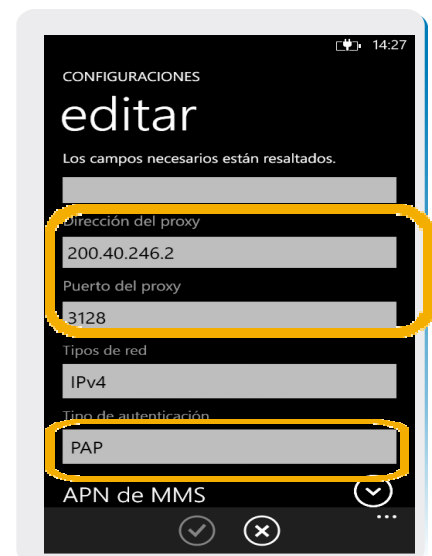 14:27
CONFIGURACIONES
editar
Los campos necesarios están resaltados.
Dirección del proxy
200.40.246.2
Puerto del proxy
3128
Tipos de red
IPv4
Tipo de autenticación
PAP
APN de MMS